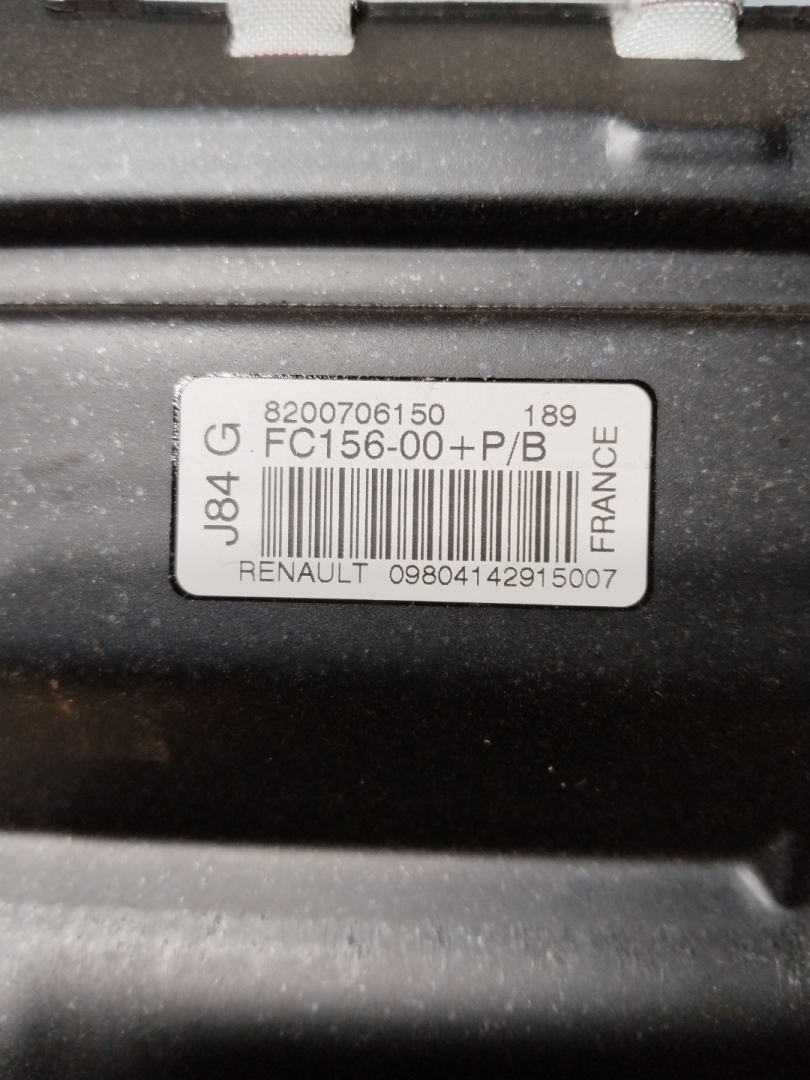 8200706150 189
FC156-00+P/B
J84 G
FRANCE
RENAULT 09804142915007